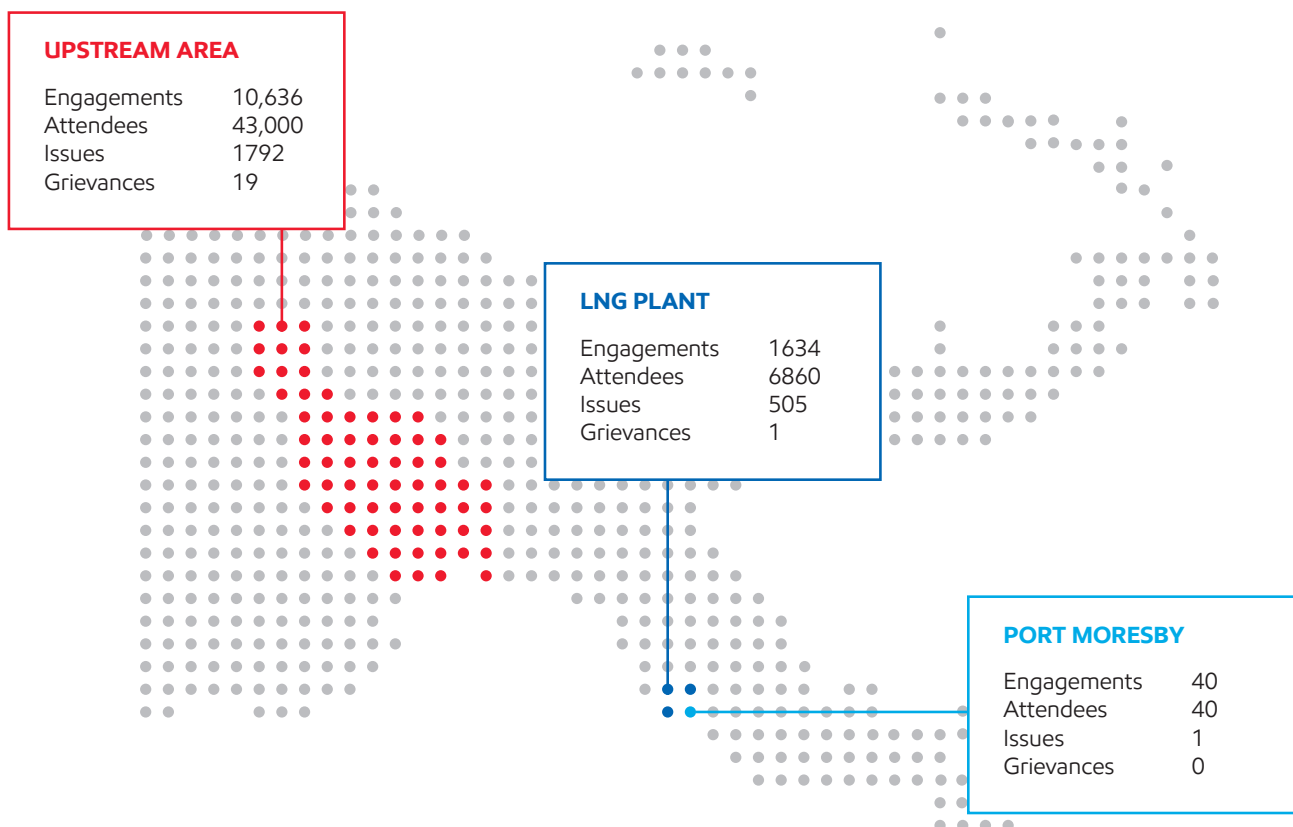 UPSTREAM AREA
Engagements 10,636
Attendees 43,000
Issues 1792
Grievances 19
LNG PLANT
Engagements 1634
Attendees 6860
Issues 505
Grievances 1
PORT MORESBY
Engagements 40
Attendees 40
Issues 1
Grievances 0